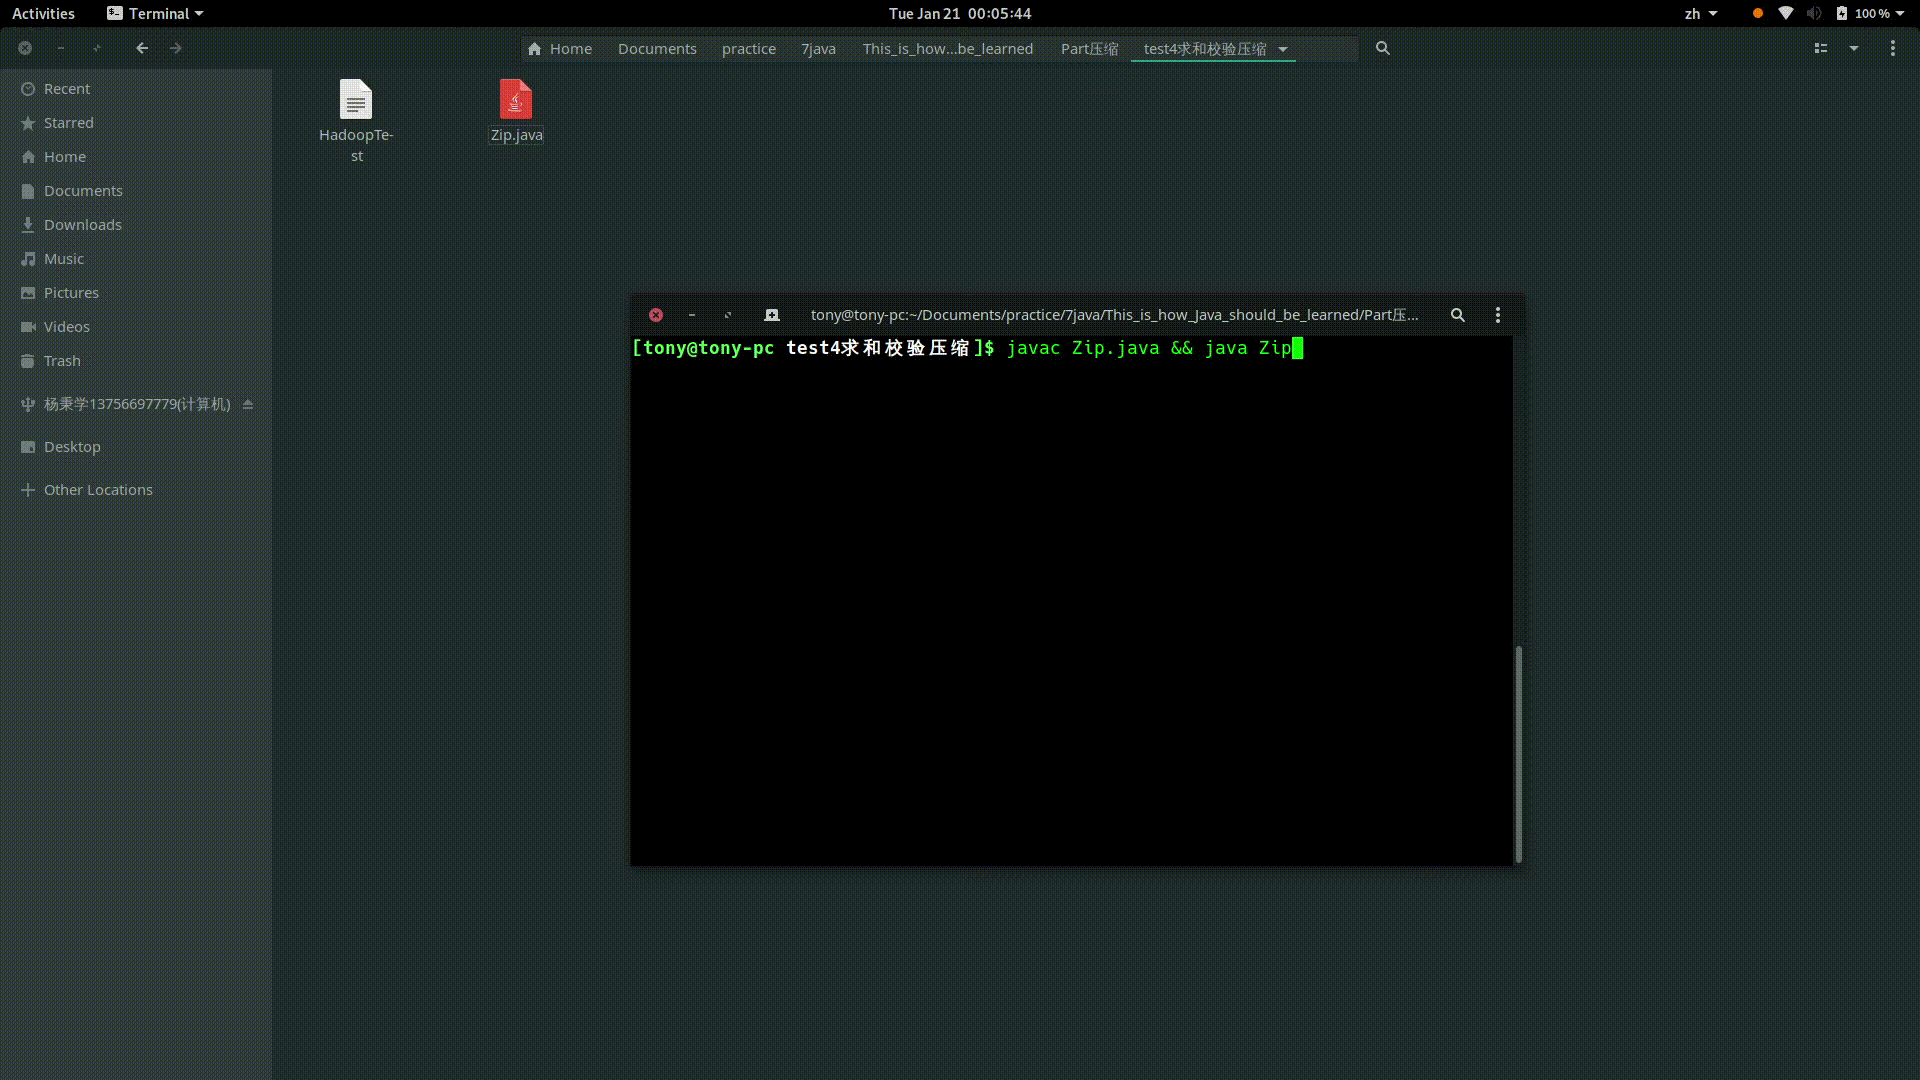 Activities Terminal Tue Jan 21 00:05:44 zh 100 %
Home Documents practice 7java This_is_how...be_learned Part压缩 test4求和校验压缩
Recent
Starred
Home
Documents
Downloads
Music
Pictures
Videos
Trash
杨秉学13756697779(计算机)
Desktop
Other Locations
HadoopTe-
st
Zip.java
tony@tony-pc:~/Documents/practice/7java/This_is_how_Java_should_be_learned/Part压...
[tony@tony-pc test4求和校验压缩]$ javac Zip.java && java Zip